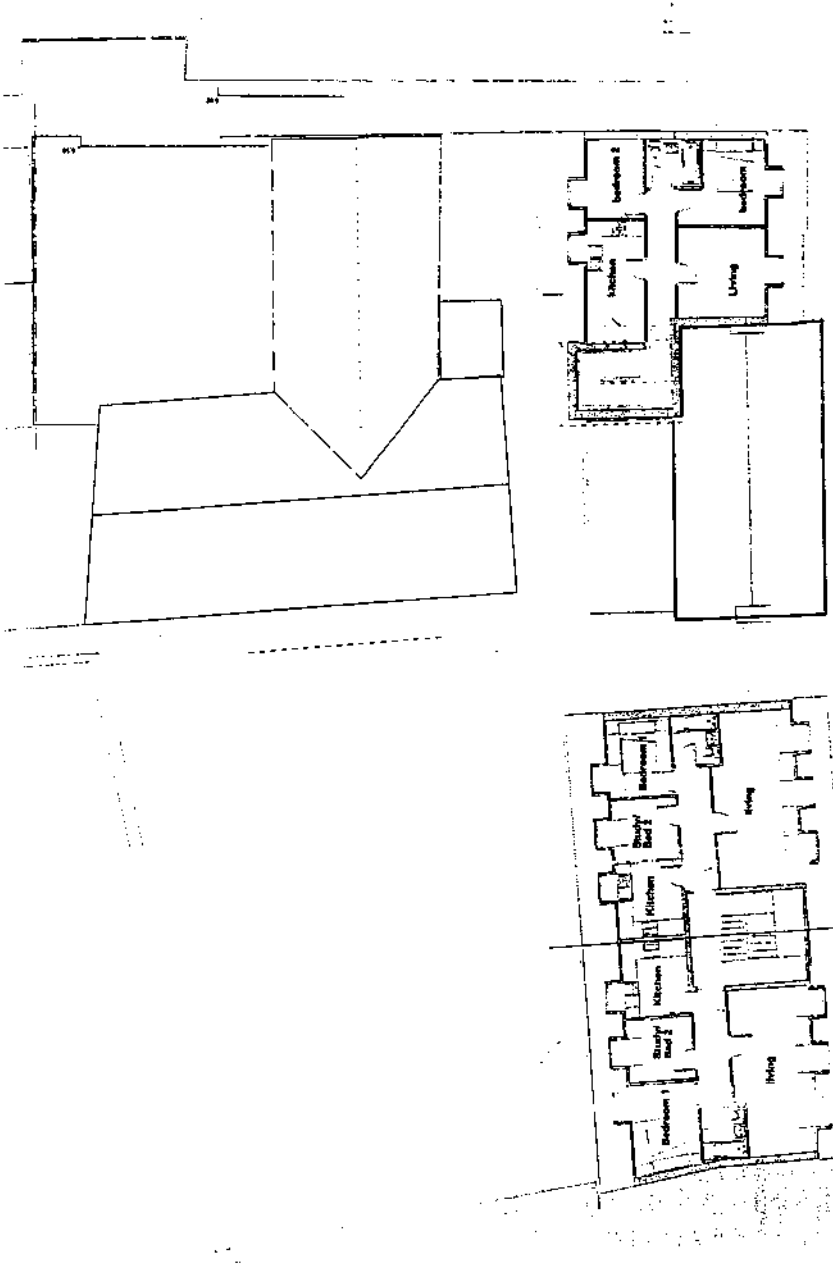 bedroom 2
bedroom
kitchen
Living
Bedroom 1
living
Study/
Bed 2
Kitchen
Kitchen
Study/
Bed 2
living
Bedroom 1